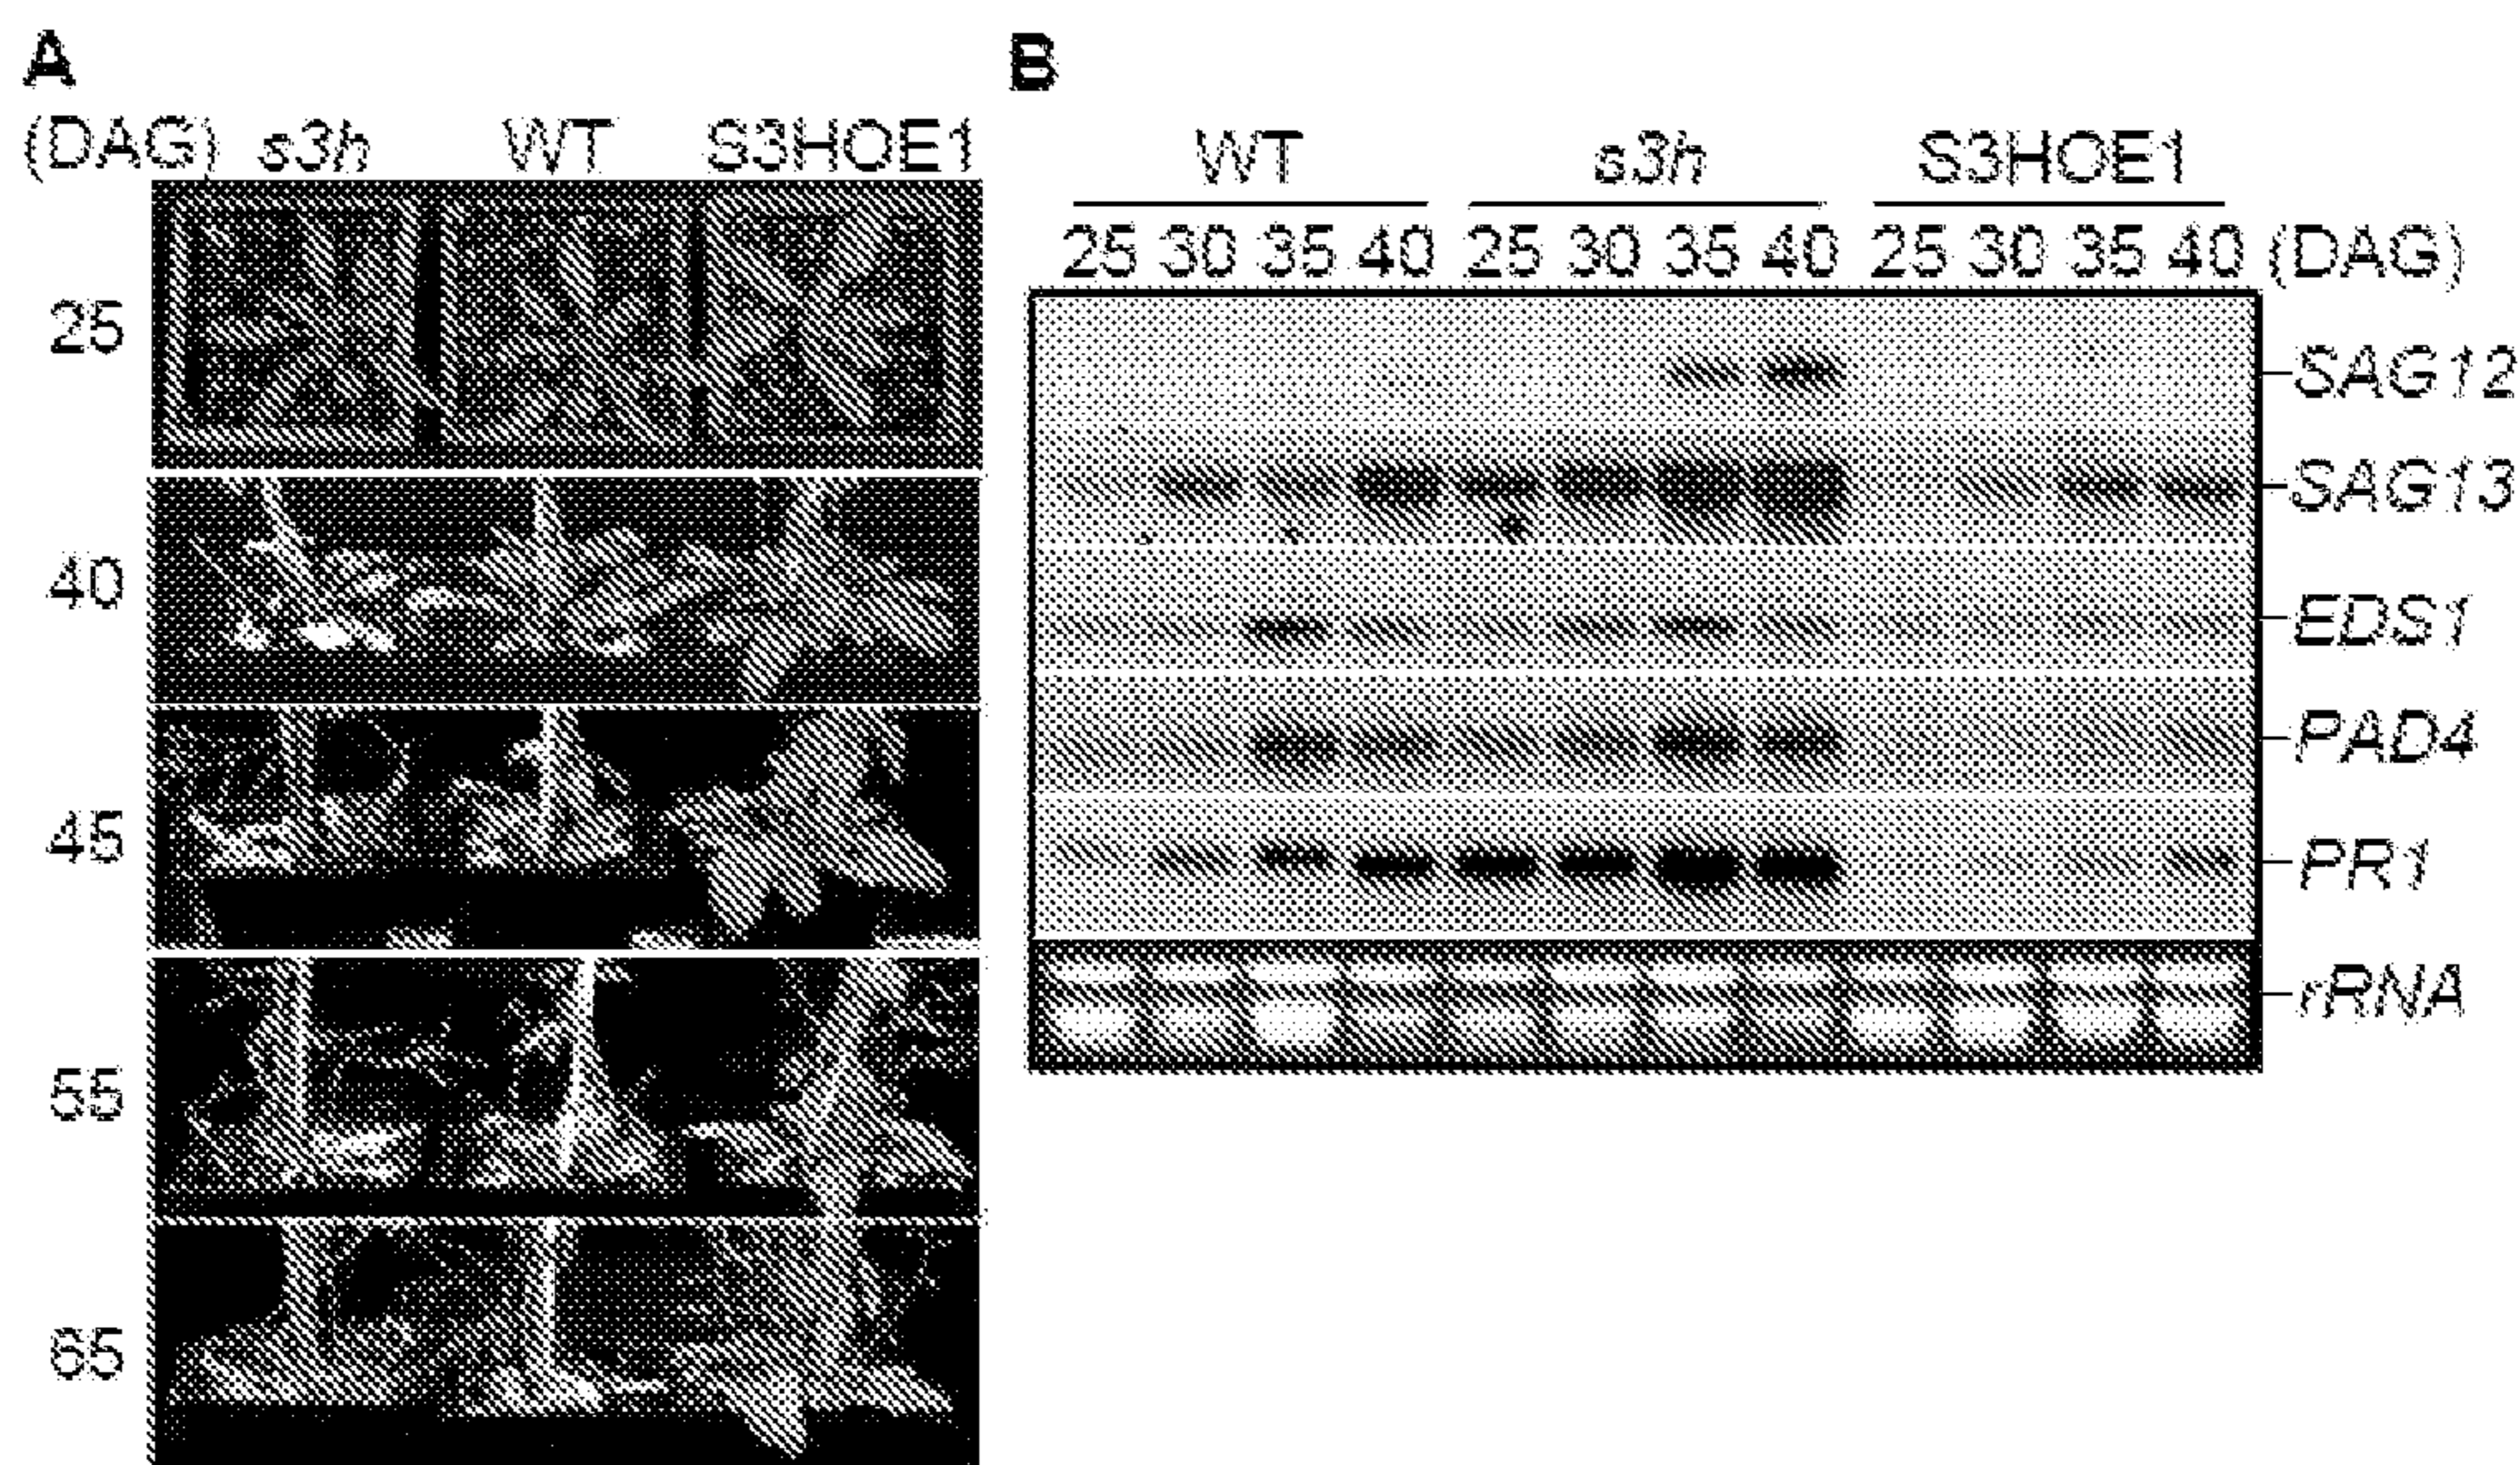 A
(DAG) s3h WT S3HOE1
25
40
45
55
65
B
WT s3h S3HOE1
25 30 35 40 25 30 35 40 25 30 35 40 (DAG)
SAG12
SAG13
EDS1
PAD4
PR1
rRNA